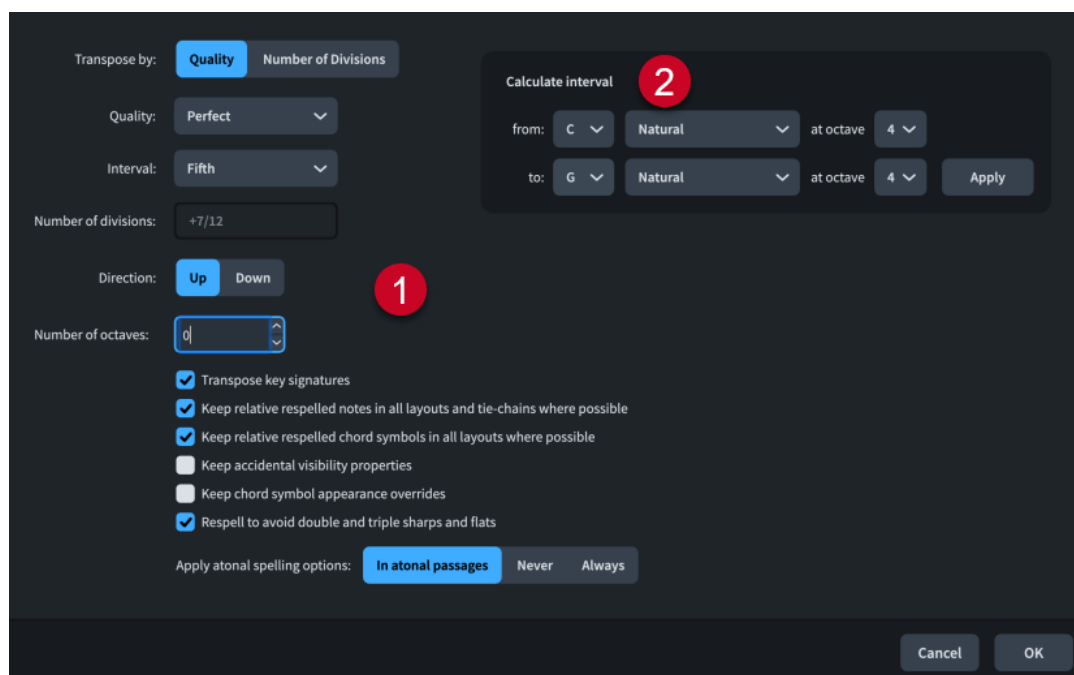 Transpose by: Quality Number of Divisions
Calculate interval 2
Quality: Perfect
from: C Natural at octave 4
Interval: Fifth
to: G Natural at octave 4 Apply
Number of divisions: +7/12
Direction: Up Down
1
Number of octaves: 0
Transpose key signatures
Keep relative respelled notes in all layouts and tie-chains where possible
Keep relative respelled chord symbols in all layouts where possible
Keep accidental visibility properties
Keep chord symbol appearance overrides
Respell to avoid double and triple sharps and flats
Apply atonal spelling options: In atonal passages Never Always
Cancel OK